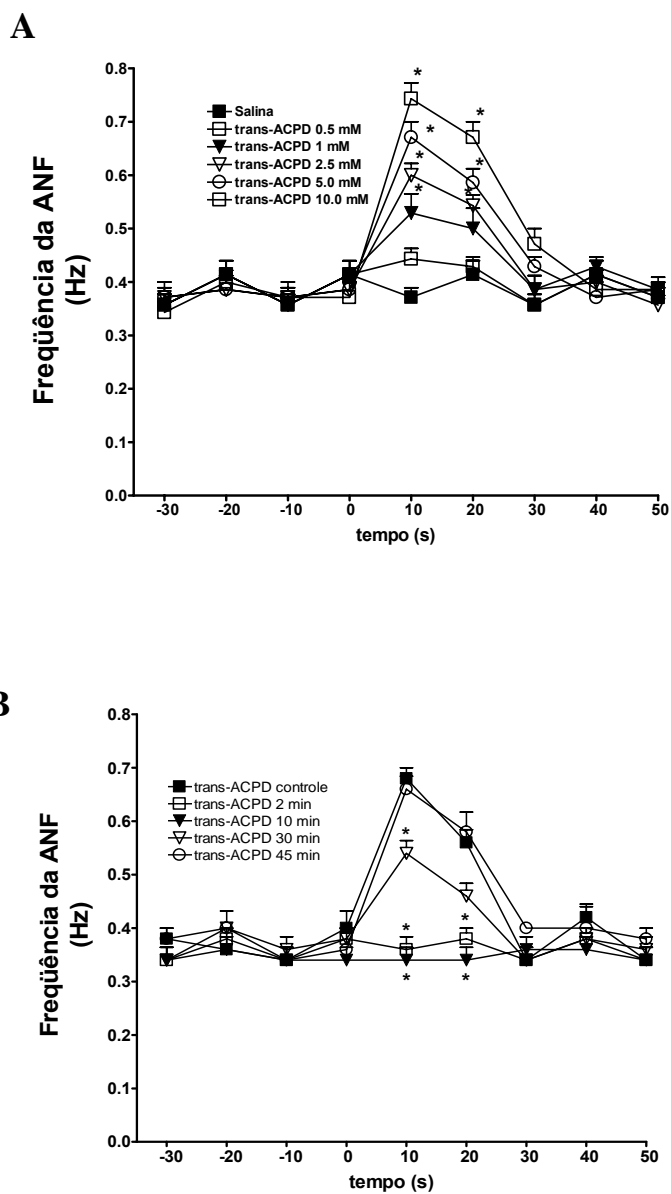 A
0.8
0.7
0.6
0.5
0.4
0.3
0.2
0.1
0.0
Freqüência da ANF
(Hz)
Salina
trans-ACPD 0.5 mM
trans-ACPD 1 mM
trans-ACPD 2.5 mM
trans-ACPD 5.0 mM
trans-ACPD 10.0 mM
* * * * * * * *
-30 -20 -10 0 10 20 30 40 50
tempo (s)
B
0.8
0.7
0.6
0.5
0.4
0.3
0.2
0.1
0.0
Freqüência da ANF
(Hz)
trans-ACPD controle
trans-ACPD 2 min
trans-ACPD 10 min
trans-ACPD 30 min
trans-ACPD 45 min
* * * * *
-30 -20 -10 0 10 20 30 40 50
tempo (s)